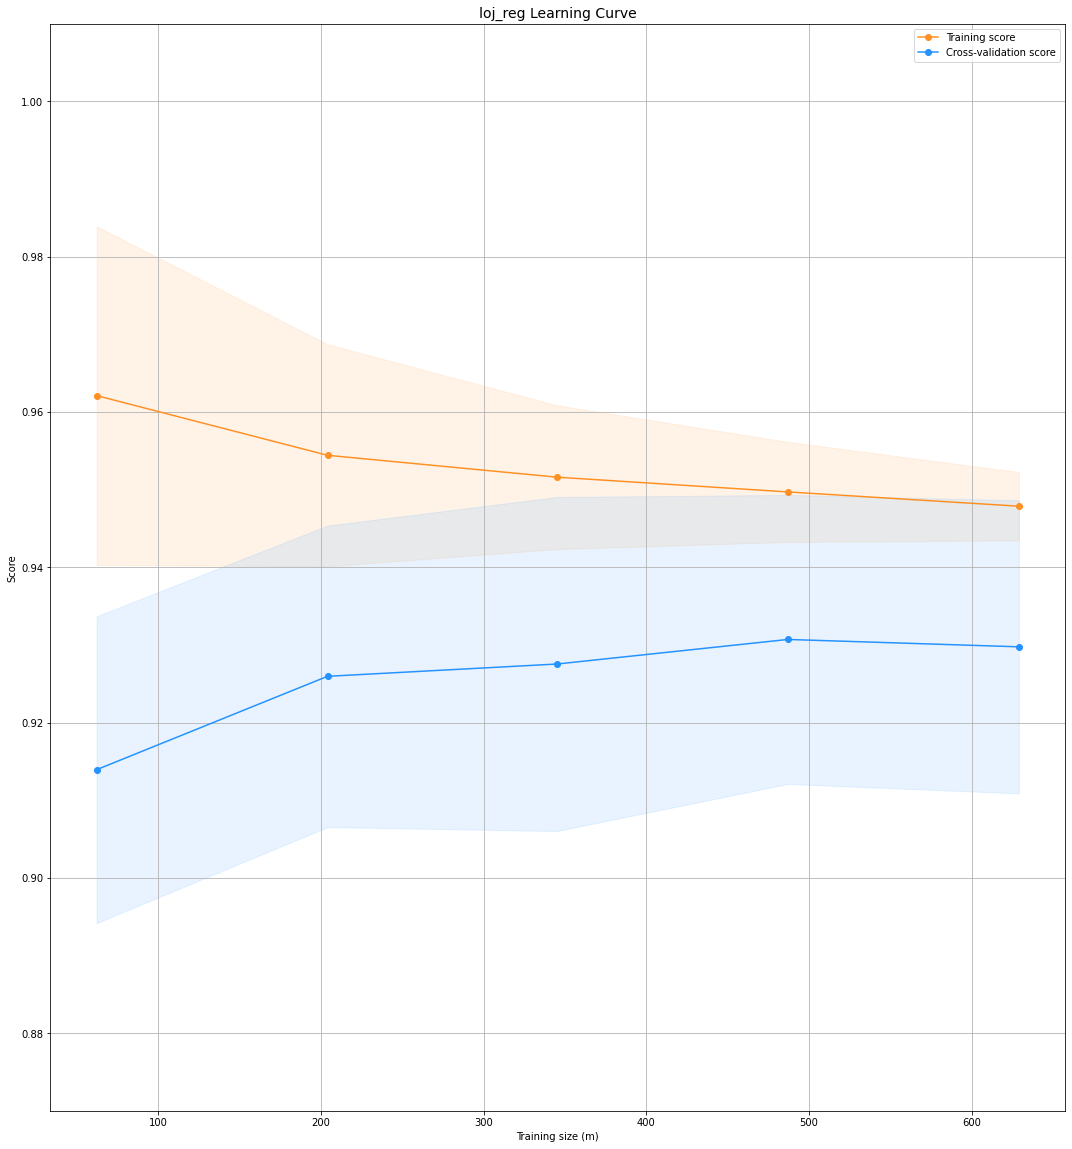 loj_reg Learning Curve
Training score
Cross-validation score
1.00
0.98
0.96
0.94
0.92
0.90
0.88
Score
100
200
300
400
500
600
Training size (m)